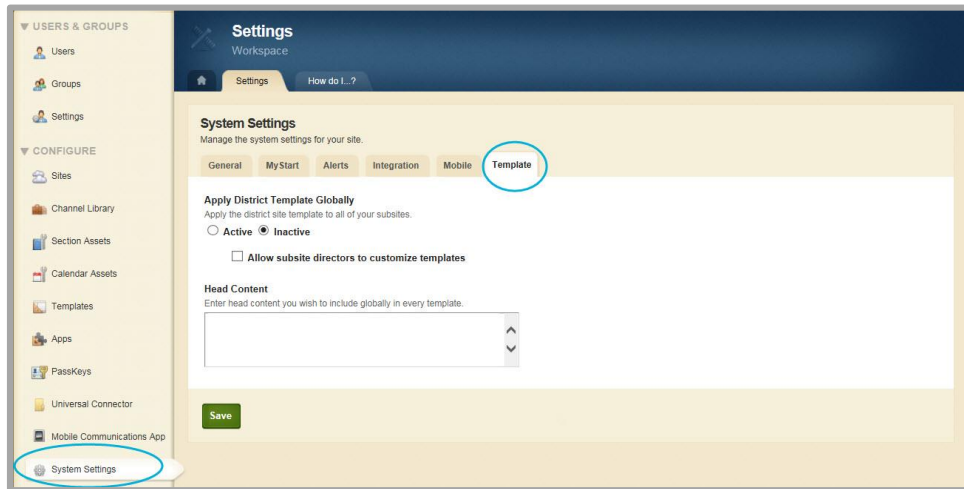 USERS & GROUPS
Users
Groups
Settings
CONFIGURE
Sites
Channel Library
Section Assets
Calendar Assets
Templates
Apps
PassKeys
Universal Connector
Mobile Communications App
System Settings
Settings
Workspace
Settings How do I...?
System Settings
Manage the system settings for your site.
General MyStart Alerts Integration Mobile Template
Apply District Template Globally
Apply the district site template to all of your subsites.
Active Inactive
Allow subsite directors to customize templates
Head Content
Enter head content you wish to include globally in every template.
Save